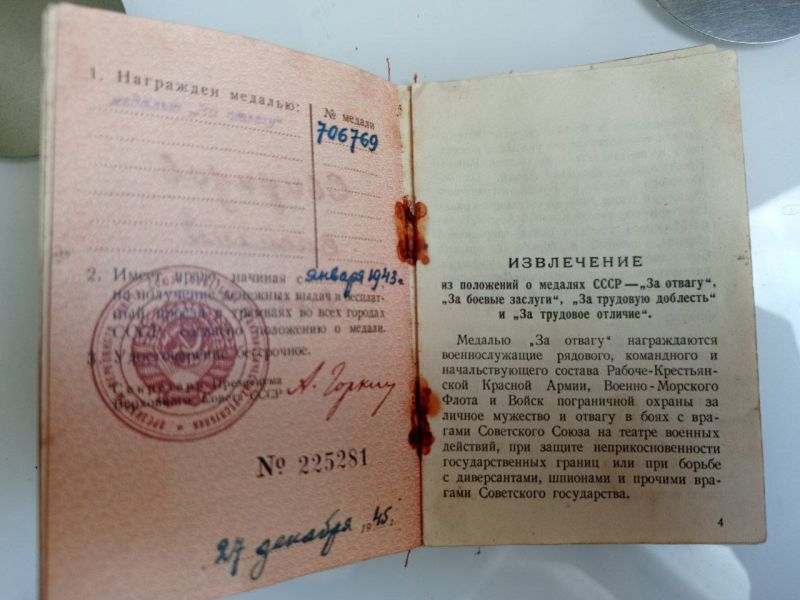 1. Награжден медалью:
медалью „За отвагу“
№ медали
706769
2. Имеет право, начиная с января 1943 г.
на получение денежных выдач и бесплат-
ный проезд в трамваях во всех городах
СССР, согласно положению о медали.
3. Удостоверение бессрочное.
Секретарь Президиума
Верховного Совета СССР
А. Горкин
№ 225281
27 декабря 1945 г.
ИЗВЛЕЧЕНИЕ
из положений о медалях СССР — „За отвагу“,
„За боевые заслуги“, „За трудовую доблесть“
и „За трудовое отличие“.
Медалью „За отвагу“ награждаются
военнослужащие рядового, командного и
начальствующего состава Рабоче-Крестьян-
ской Красной Армии, Военно-Морского
Флота и Войск пограничной охраны за
личное мужество и отвагу в боях с вра-
гами Советского Союза на театре военных
действий, при защите неприкосновенности
государственных границ или при борьбе
с диверсантами, шпионами и прочими вра-
гами Советского государства.
4